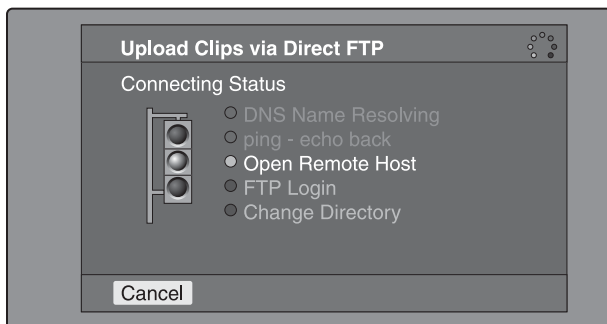 Upload Clips via Direct FTP
Connecting Status
DNS Name Resolving
ping - echo back
Open Remote Host
FTP Login
Change Directory
Cancel